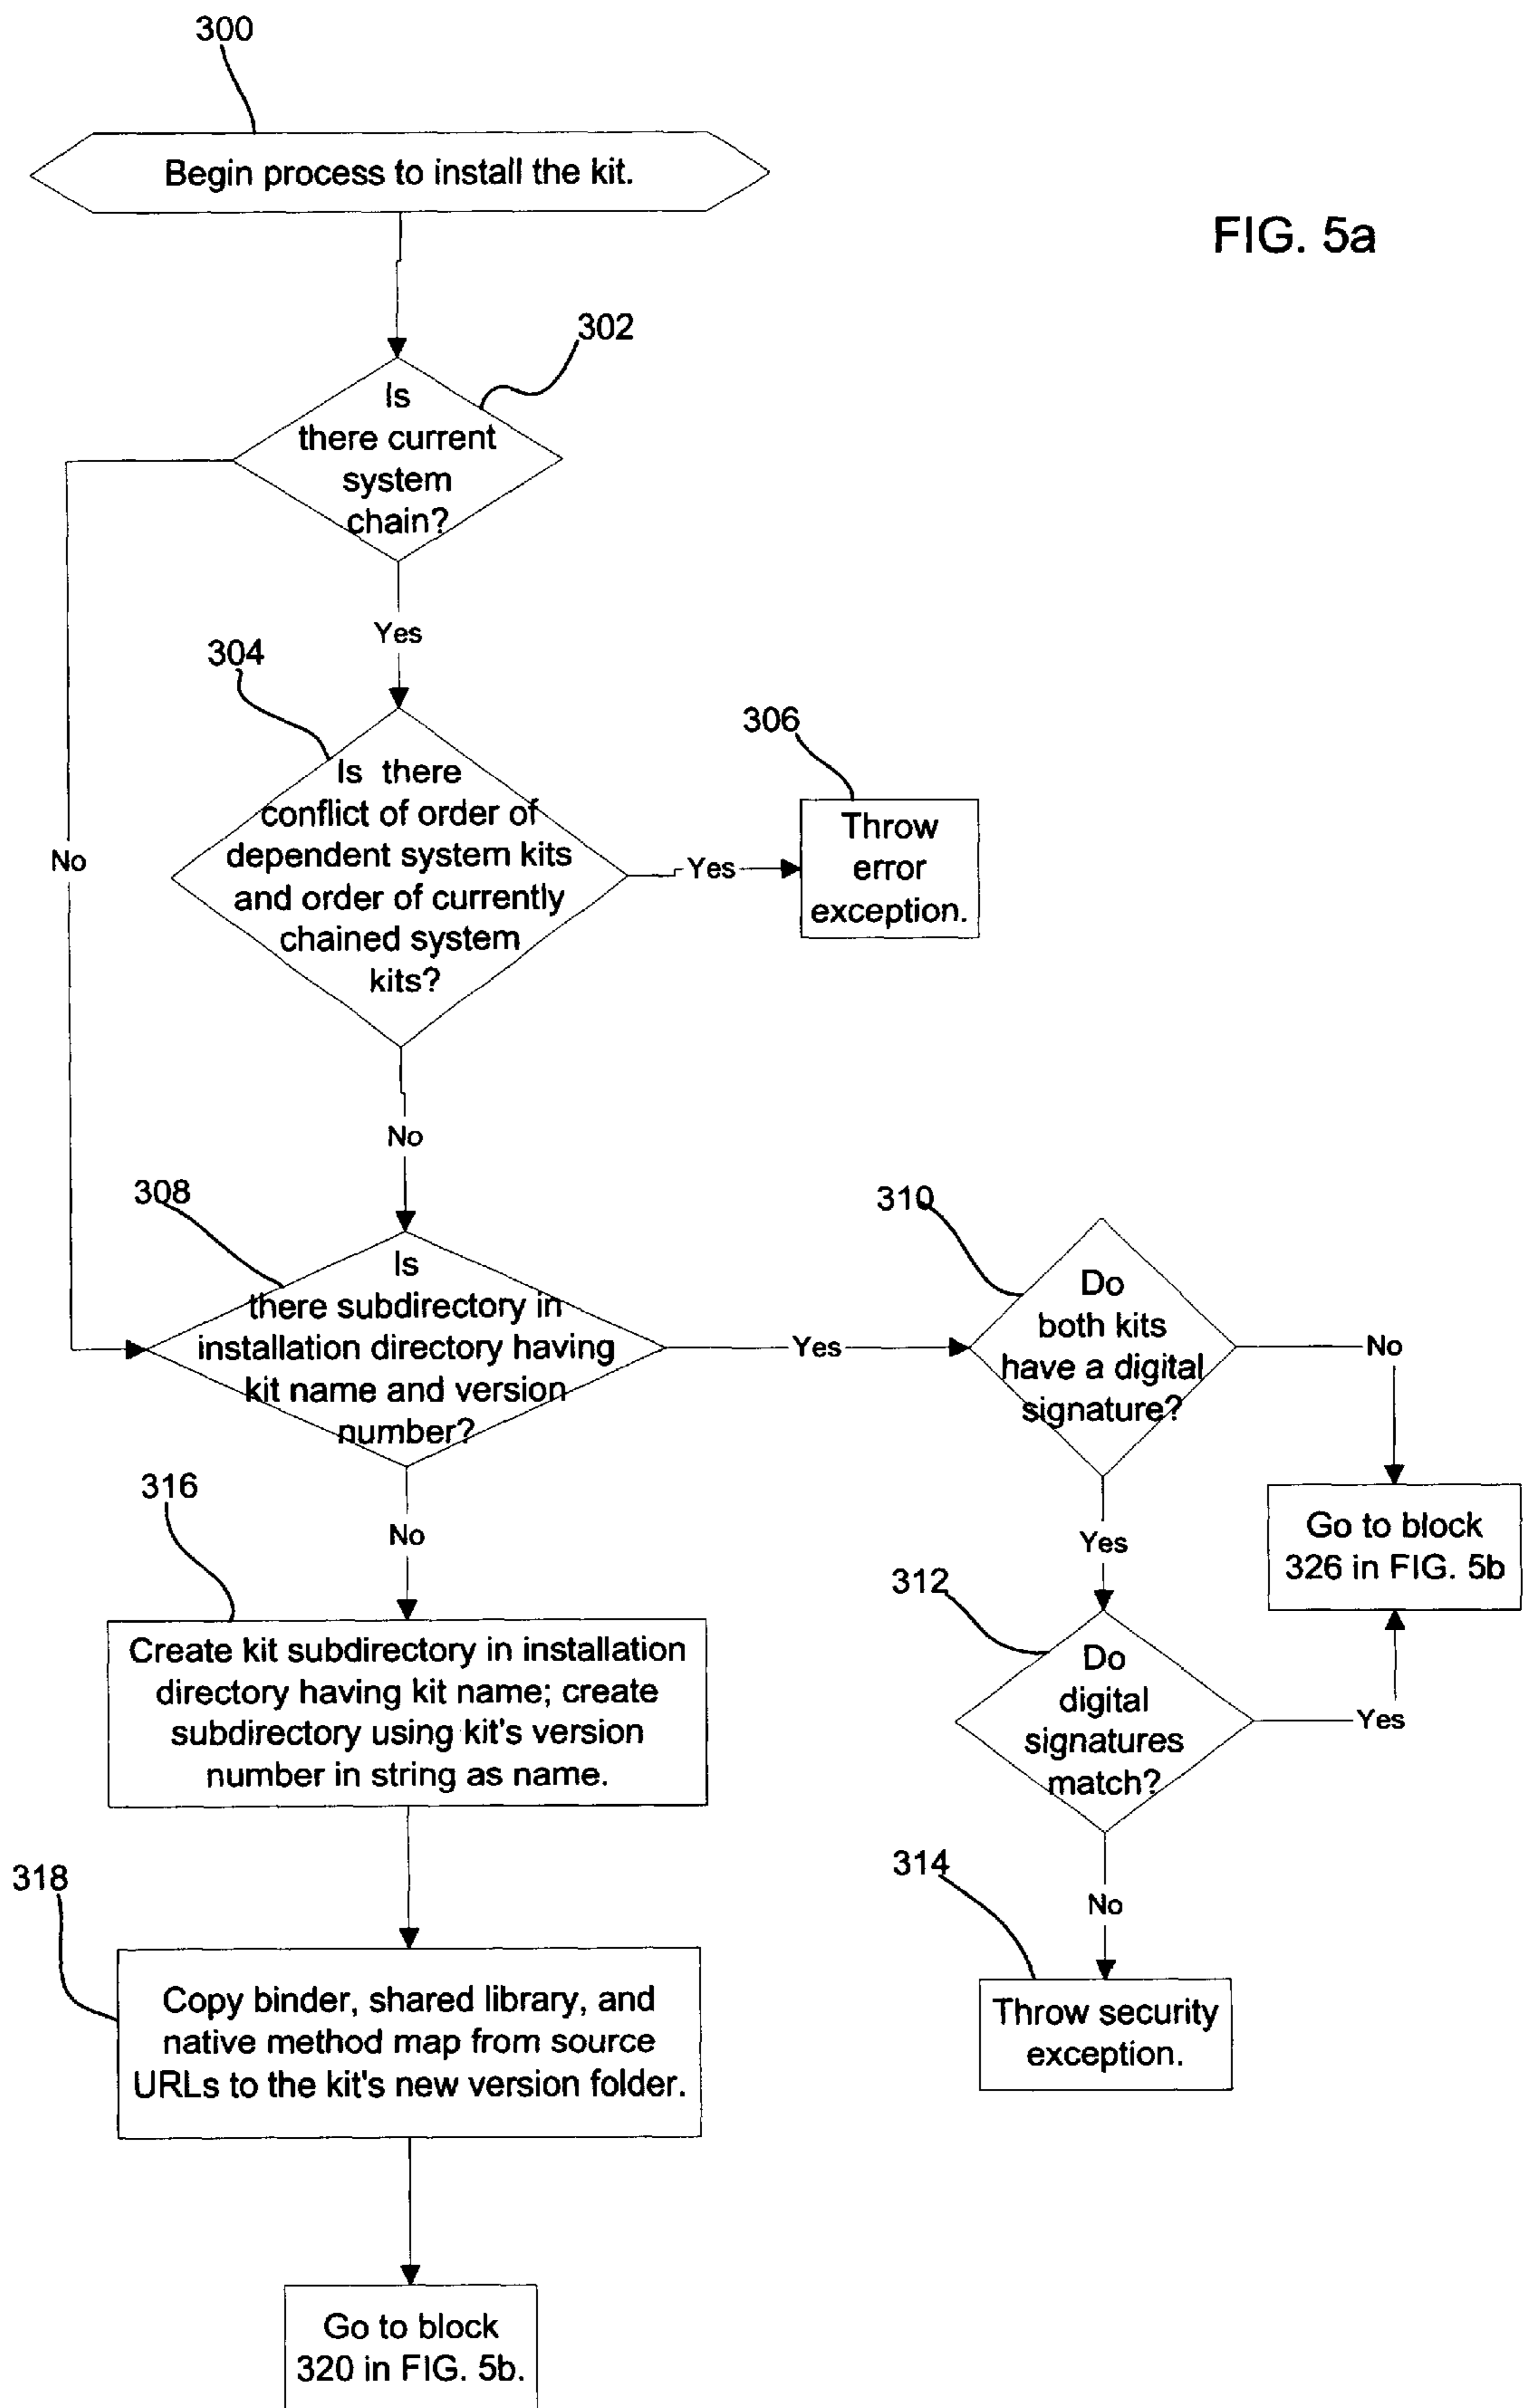 300
Begin process to install the kit.
FIG. 5a
302
Is
there current
system
chain?
Yes
No
304
Is there
conflict of order of
dependent system kits
and order of currently
chained system
kits?
Yes
306
Throw
error
exception.
No
308
Is
there subdirectory in
installation directory having
kit name and version
number?
Yes
310
Do
both kits
have a digital
signature?
No
Go to block
326 in FIG. 5b
Yes
312
Do
digital
signatures
match?
Yes
No
314
Throw security
exception.
No
316
Create kit subdirectory in installation
directory having kit name; create
subdirectory using kit's version
number in string as name.
318
Copy binder, shared library, and
native method map from source
URLs to the kit's new version folder.
Go to block
320 in FIG. 5b.